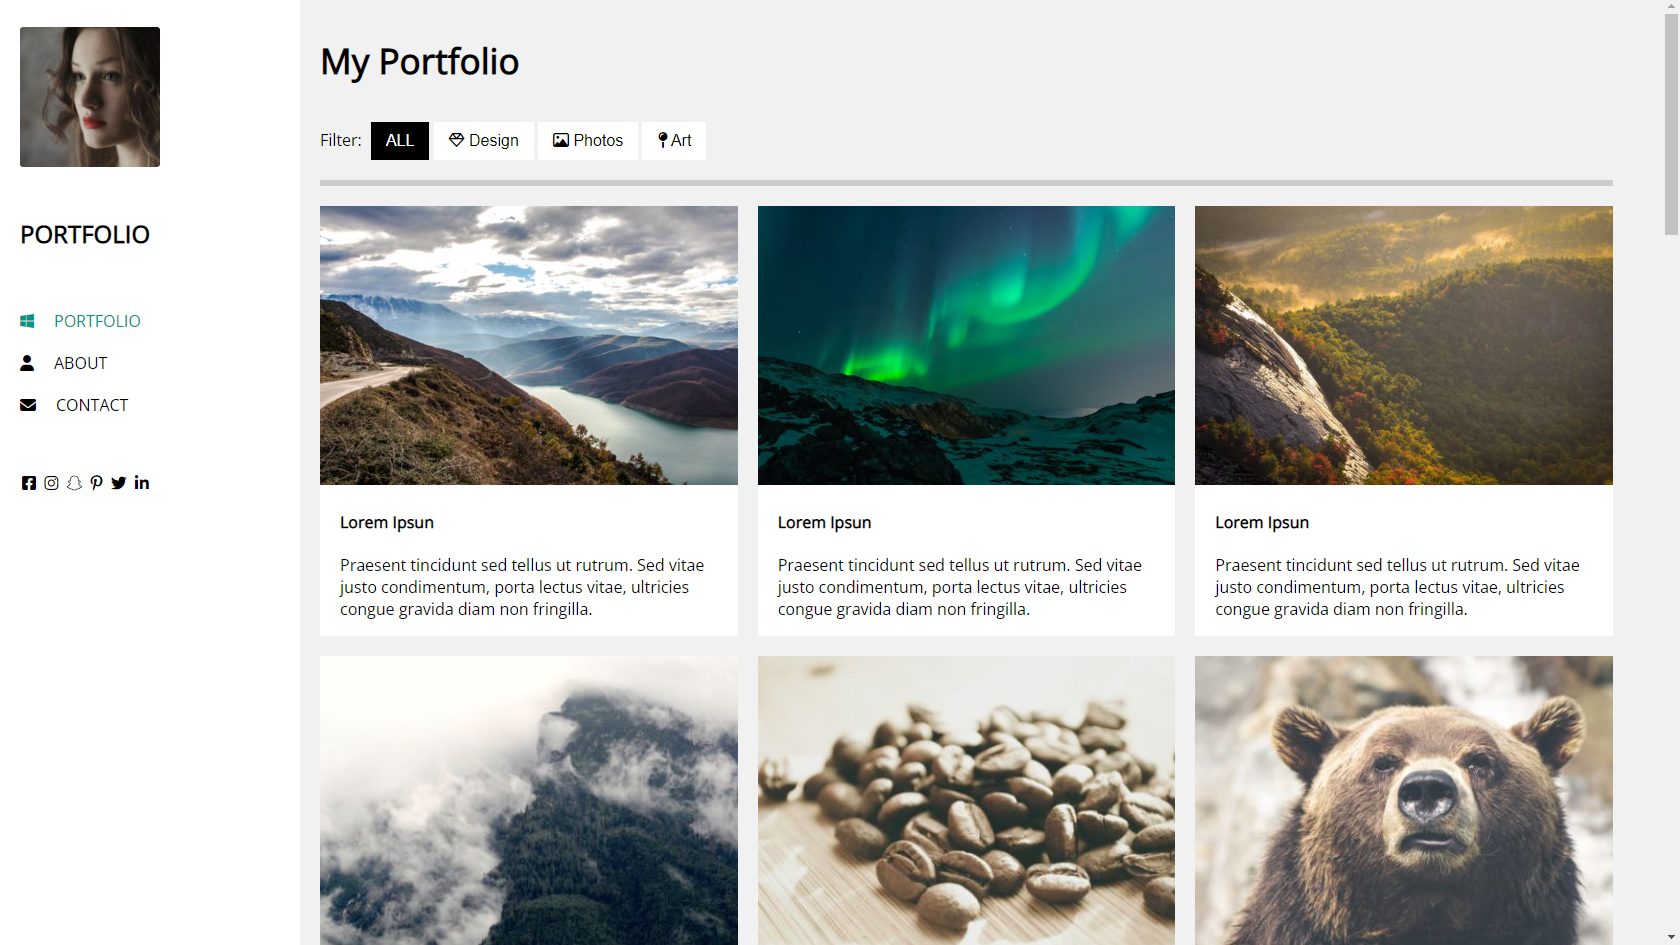 My Portfolio
Filter: ALL Design Photos Art
PORTFOLIO
PORTFOLIO
ABOUT
CONTACT
Lorem Ipsun
Praesent tincidunt sed tellus ut rutrum. Sed vitae
justo condimentum, porta lectus vitae, ultricies
congue gravida diam non fringilla.
Lorem Ipsun
Praesent tincidunt sed tellus ut rutrum. Sed vitae
justo condimentum, porta lectus vitae, ultricies
congue gravida diam non fringilla.
Lorem Ipsun
Praesent tincidunt sed tellus ut rutrum. Sed vitae
justo condimentum, porta lectus vitae, ultricies
congue gravida diam non fringilla.